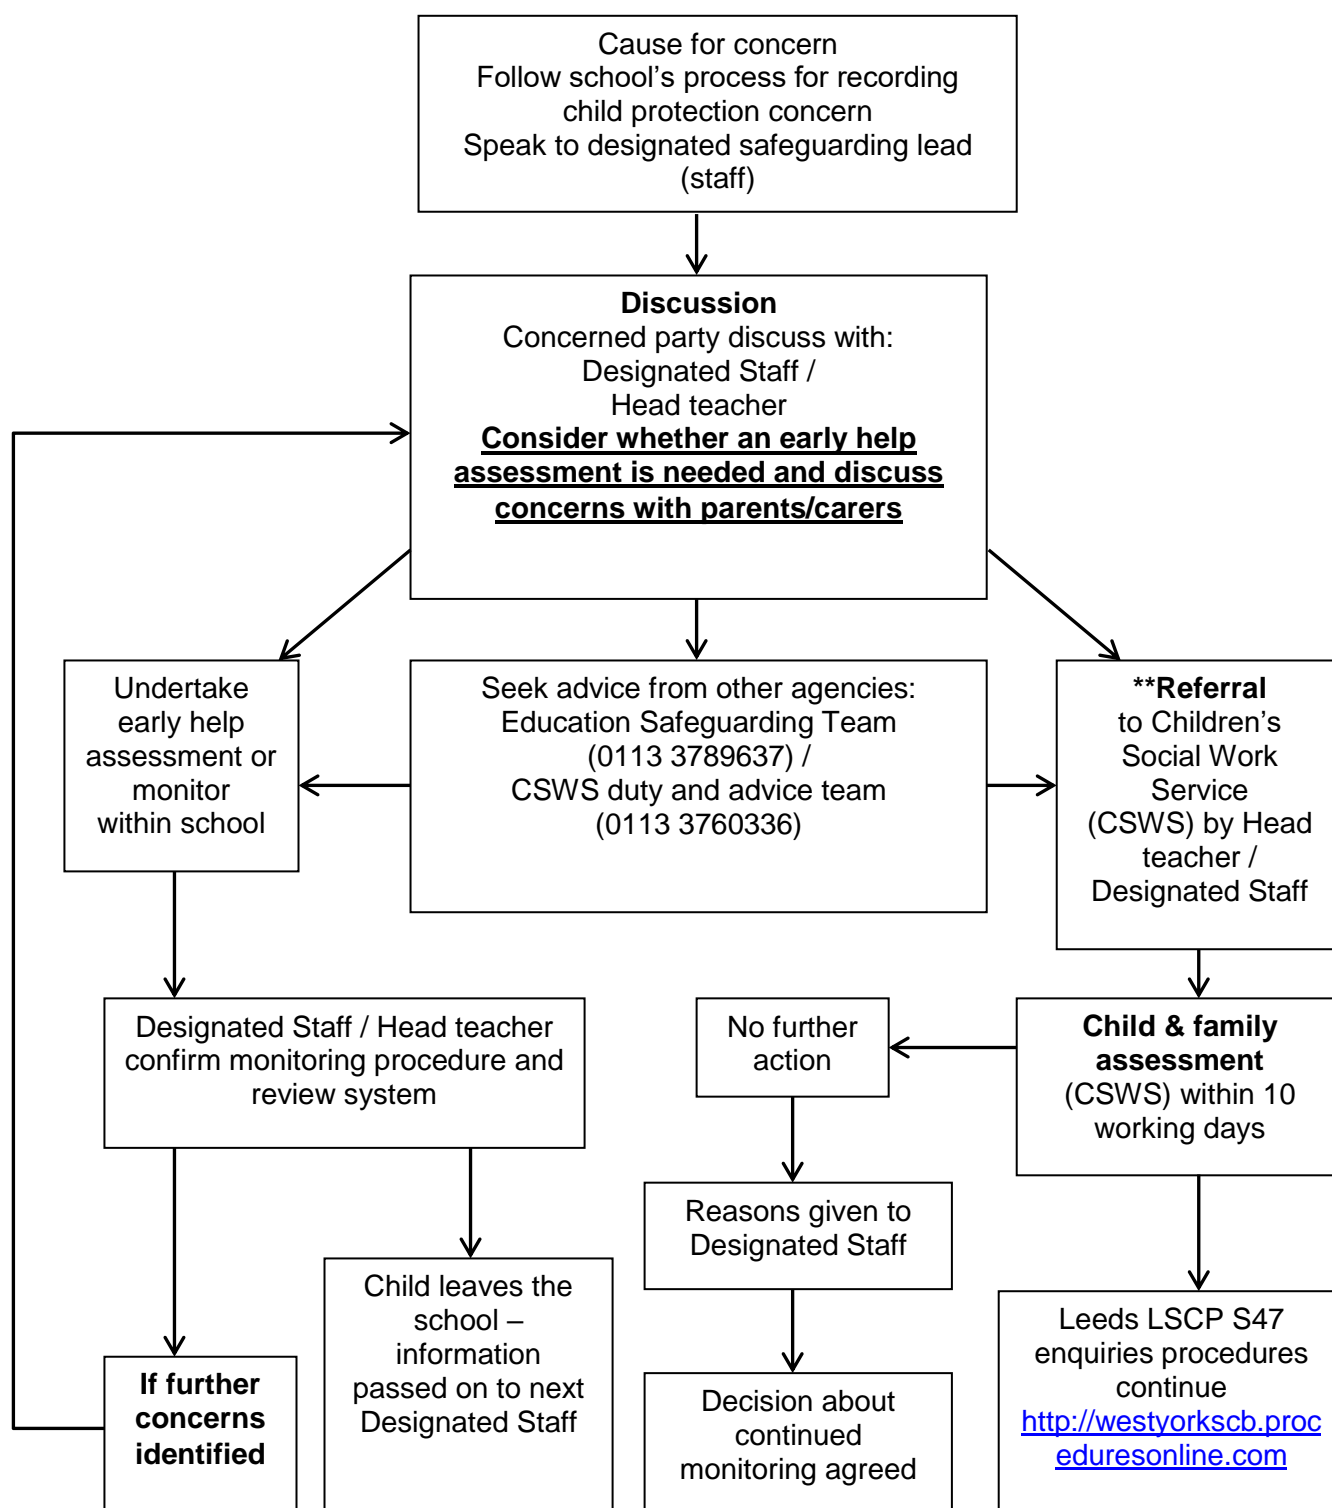 Cause for concern
Follow school’s process for recording
child protection concern
Speak to designated safeguarding lead
(staff)
Discussion
Concerned party discuss with:
Designated Staff /
Head teacher
Consider whether an early help
assessment is needed and discuss
concerns with parents/carers
Undertake
early help
assessment or
monitor
within school
Seek advice from other agencies:
Education Safeguarding Team
(0113 3789637) /
CSWS duty and advice team
(0113 3760336)
**Referral
to Children’s
Social Work
Service
(CSWS) by Head
teacher /
Designated Staff
Designated Staff / Head teacher
confirm monitoring procedure and
review system
No further
action
Child & family
assessment
(CSWS) within 10
working days
Reasons given to
Designated Staff
If further
concerns
identified
Child leaves the
school –
information
passed on to next
Designated Staff
Decision about
continued
monitoring agreed
Leeds LSCP S47
enquiries procedures
continue
http://westyorkscb.proc
eduresonline.com